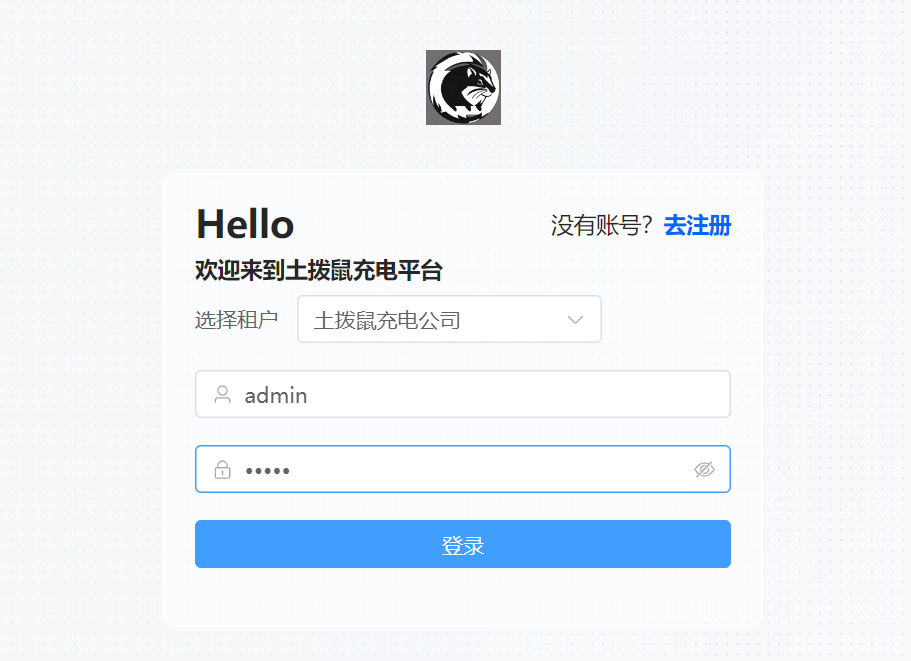 Hello
没有账号？去注册
欢迎来到土拨鼠充电平台
选择租户 土拨鼠充电公司
admin
•••••
登录